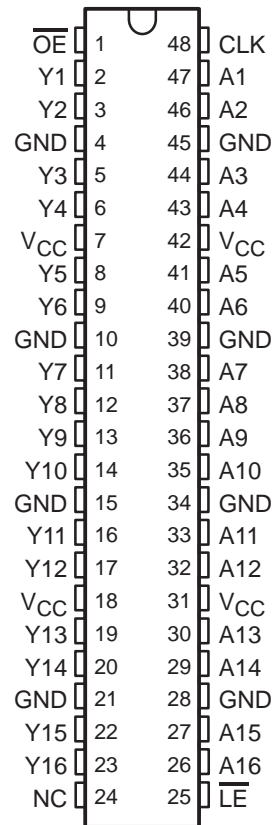 O̅E̅ 1 48 CLK
Y1 2 47 A1
Y2 3 46 A2
GND 4 45 GND
Y3 5 44 A3
Y4 6 43 A4
VCC 7 42 VCC
Y5 8 41 A5
Y6 9 40 A6
GND 10 39 GND
Y7 11 38 A7
Y8 12 37 A8
Y9 13 36 A9
Y10 14 35 A10
GND 15 34 GND
Y11 16 33 A11
Y12 17 32 A12
VCC 18 31 VCC
Y13 19 30 A13
Y14 20 29 A14
GND 21 28 GND
Y15 22 27 A15
Y16 23 26 A16
NC 24 25 L̅E̅